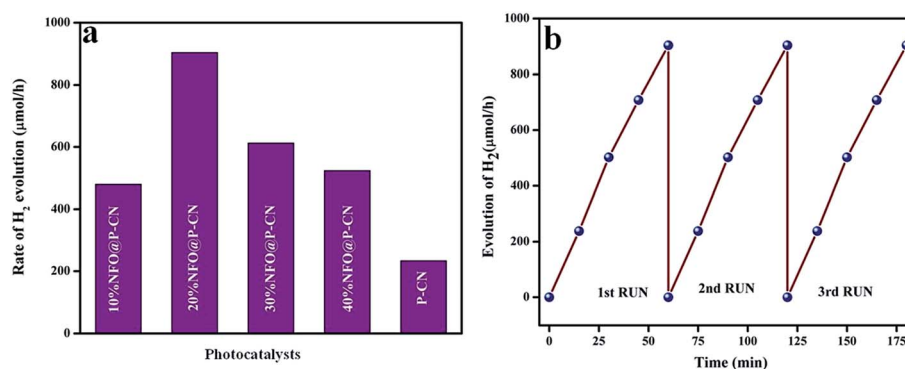 a
Rate of H2 evolution (μmol/h)
1000
800
600
400
200
0
10%NFO@P-CN
20%NFO@P-CN
30%NFO@P-CN
40%NFO@P-CN
P-CN
Photocatalysts
b
Evolution of H2(μmol/h)
1000
800
600
400
200
0
1st RUN
2nd RUN
3rd RUN
0
25
50
75
100
125
150
175
Time (min)